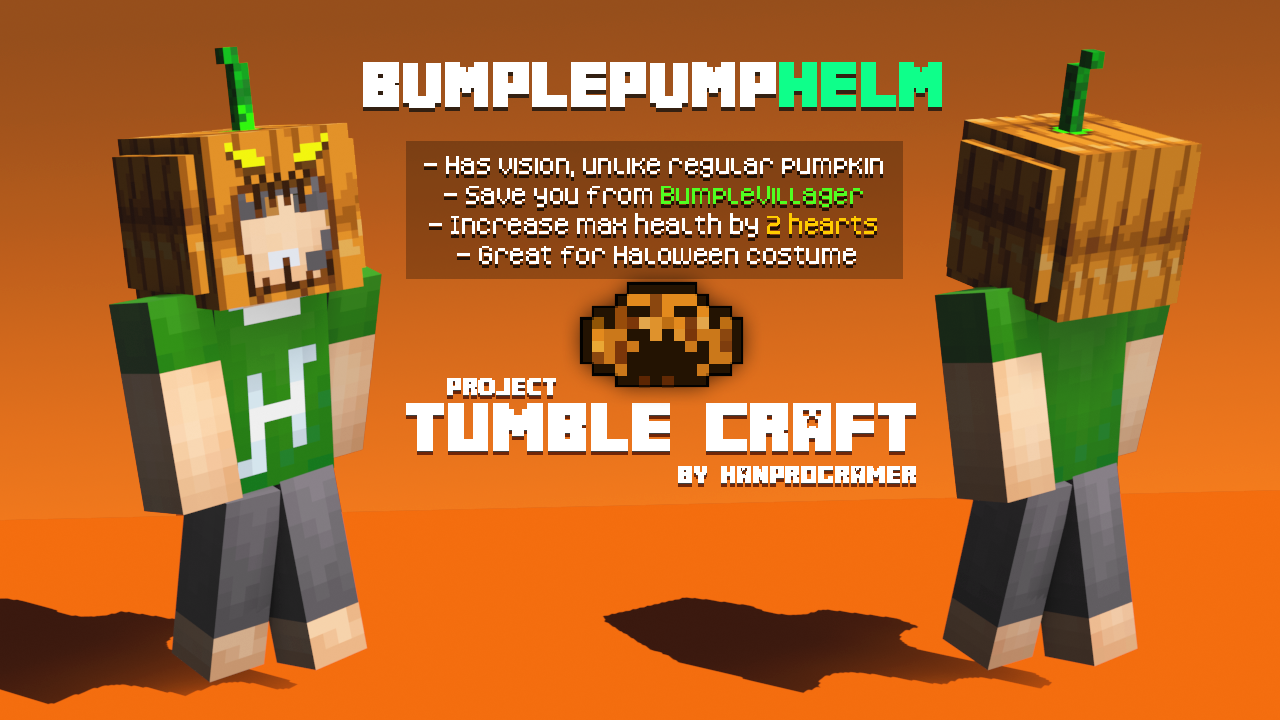 BUMPLEPUMPHELM
- Has vision, unlike regular pumpkin
- Save you from BumpleVillager
- Increase max health by 2 hearts
- Great for Haloween costume
PROJECT
TUMBLE CRAFT
BY HANPROGRAMER
H